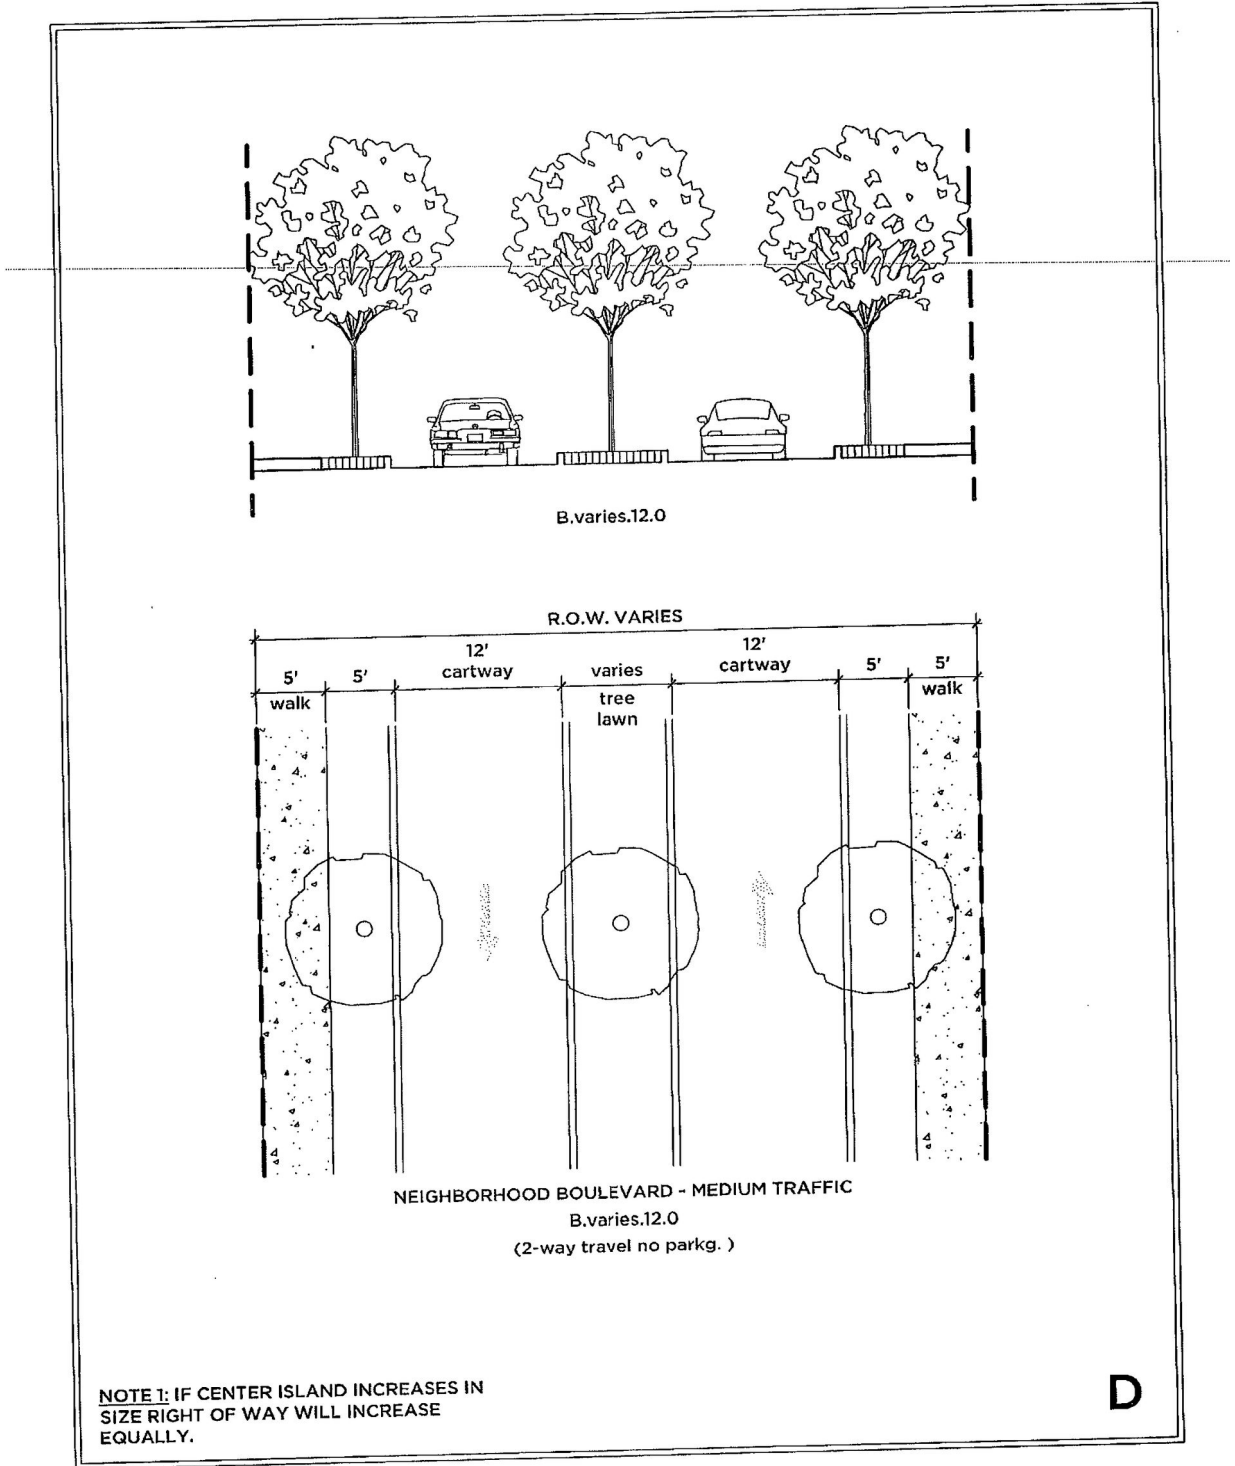 B.varies.12.0
R.O.W. VARIES
5'
5'
12'
cartway
varies
12'
cartway
5'
5'
walk
tree
lawn
walk
NEIGHBORHOOD BOULEVARD - MEDIUM TRAFFIC
B.varies.12.0
(2-way travel no parkg. )
NOTE 1: IF CENTER ISLAND INCREASES IN
SIZE RIGHT OF WAY WILL INCREASE
EQUALLY.
D